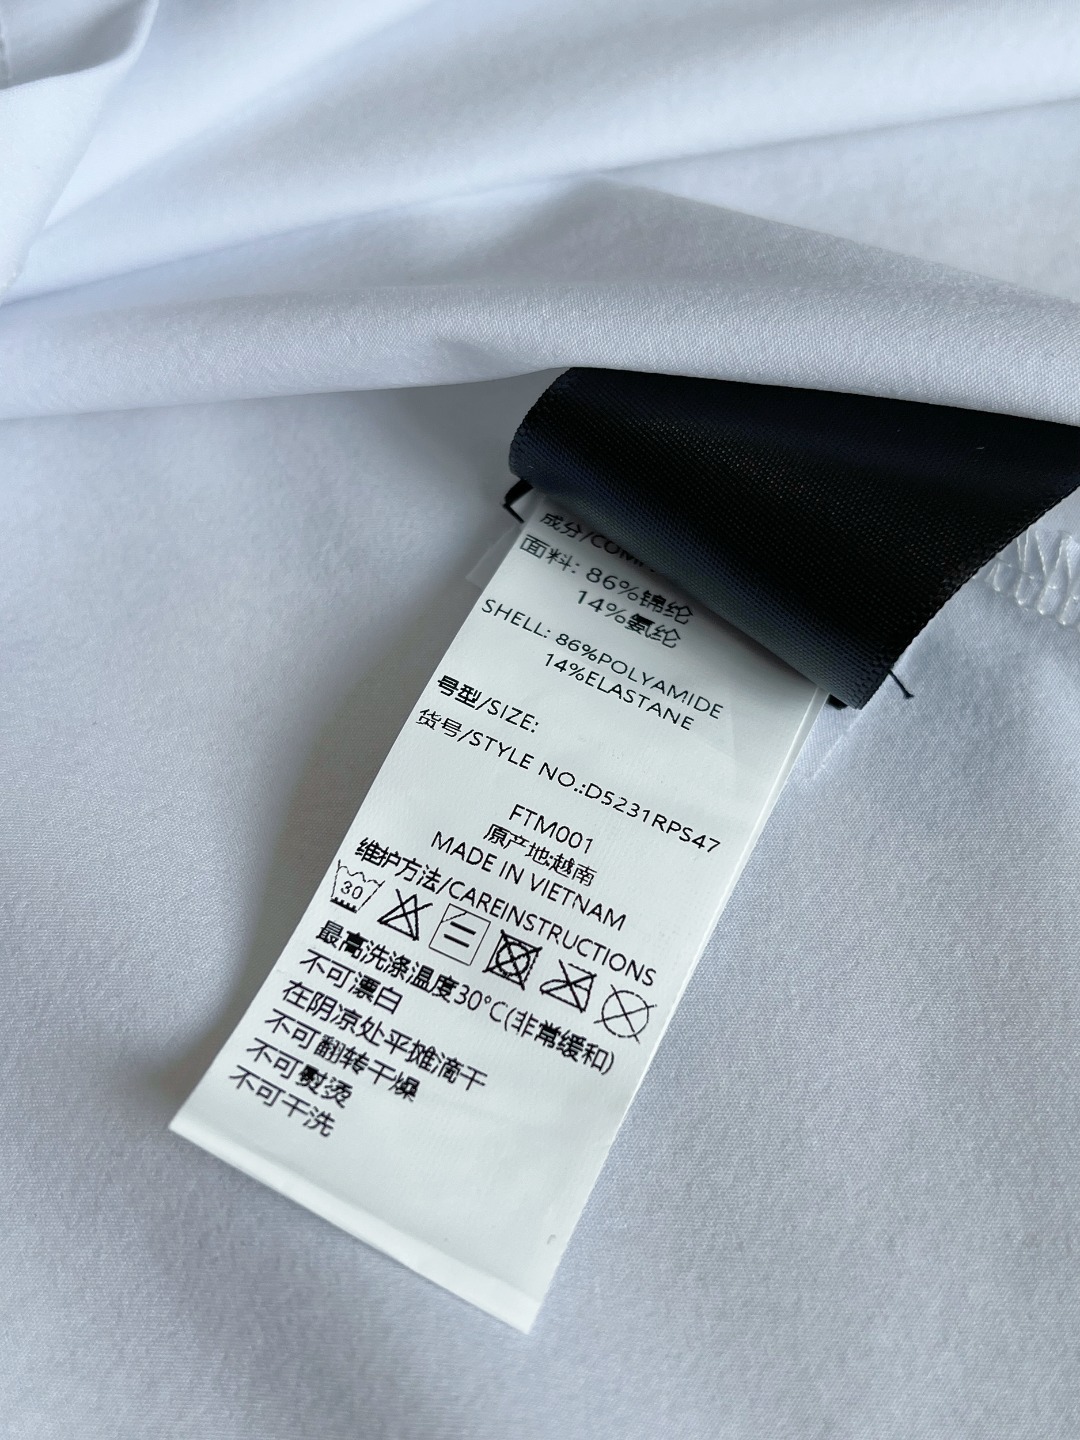 成分/COM
面料: 86%锦纶
14%氨纶
SHELL: 86%POLYAMIDE
14%ELASTANE
号型/SIZE:
货号/STYLE NO.:D5231RPS47
FTM001
原产地:越南
MADE IN VIETNAM
维护方法/CAREINSTRUCTIONS
30
最高洗涤温度30°C(非常缓和)
不可漂白
在阴凉处平摊滴干
不可翻转干燥
不可熨烫
不可干洗